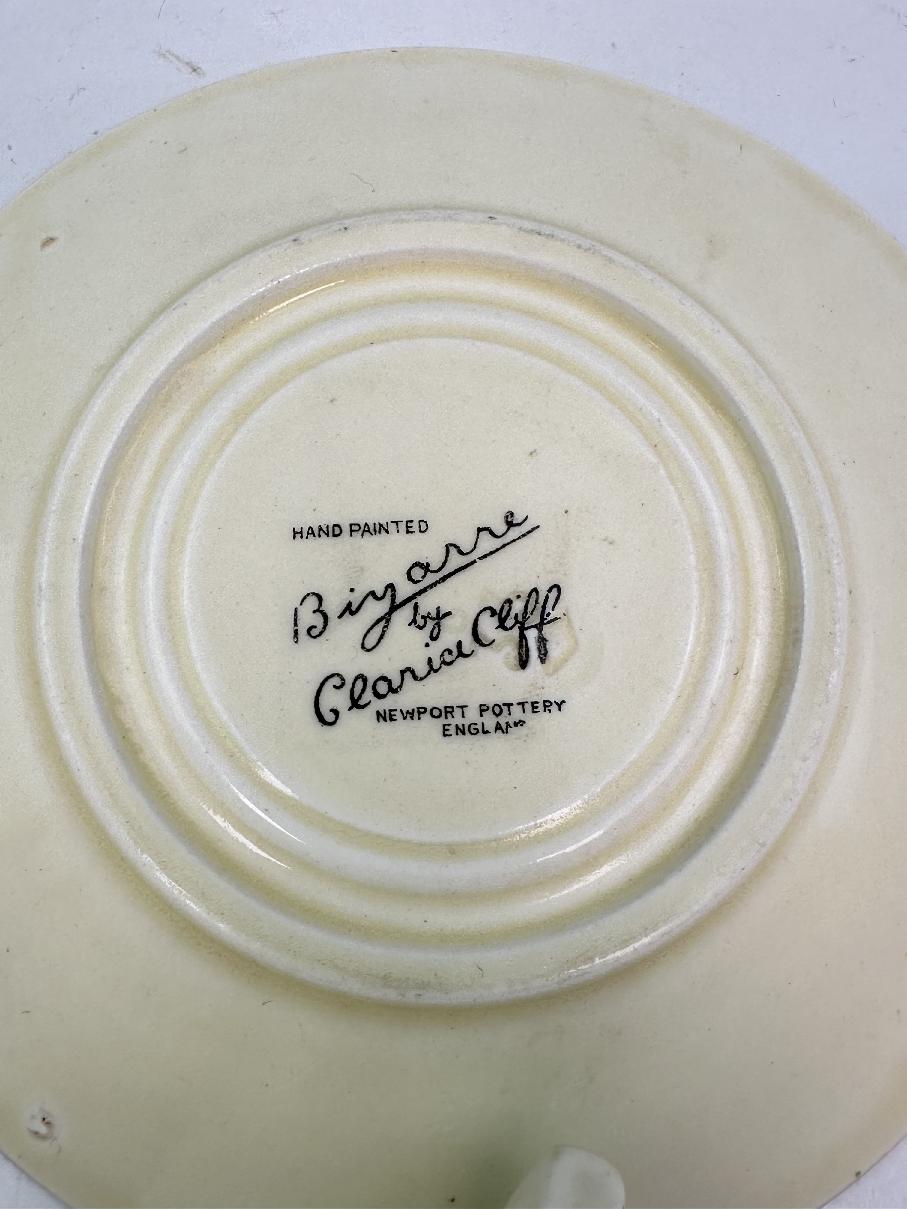 HAND PAINTED
Bizarre
by
Clarice Cliff
NEWPORT POTTERY
ENGLAND